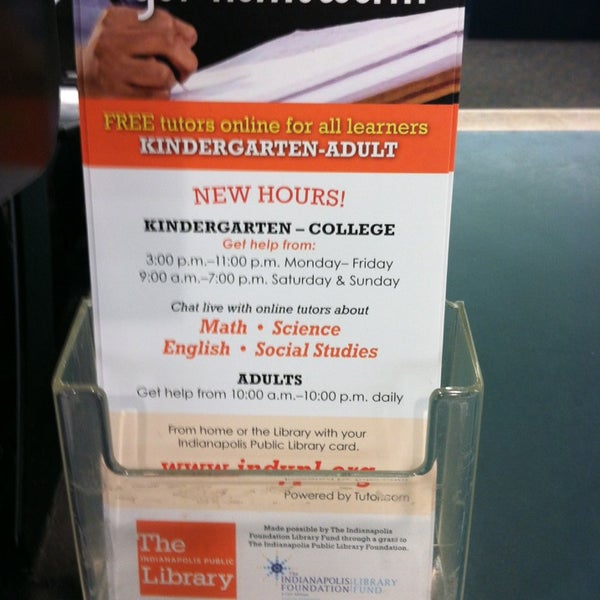 FREE tutors online for all learners
KINDERGARTEN-ADULT
NEW HOURS!
KINDERGARTEN – COLLEGE
Get help from:
3:00 p.m.–11:00 p.m. Monday– Friday
9:00 a.m.–7:00 p.m. Saturday & Sunday
Chat live with online tutors about
Math • Science
English • Social Studies
ADULTS
Get help from 10:00 a.m.–10:00 p.m. daily
From home or the Library with your
Indianapolis Public Library card.
www.indypl.org
Powered by Tutor.com
The
INDIANAPOLIS PUBLIC
Library
Made possible by The Indianapolis
Foundation Library Fund through a grant to
The Indianapolis Public Library Foundation.
THE
INDIANAPOLIS LIBRARY
FOUNDATION FUND